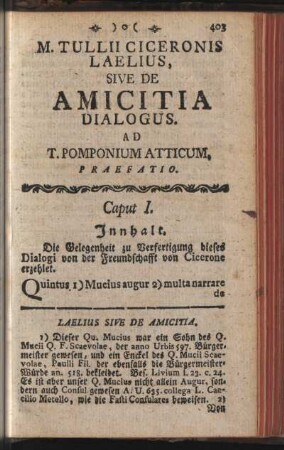 )o( 403
M. TULLII CICERONIS
LAELIUS,
SIVE DE
AMICITIA
DIALOGUS.
AD
T. POMPONIUM ATTICUM,
PRAEFATIO.
Caput I.
Innhalt.
Die Gelegenheit zu Verfertigung dieses
Dialogi von der Freundschafft von Cicerone
erzehlet.
Quintus 1) Mucius augur 2) multa narrare
de
LAELIUS SIVE DE AMICITIA.
1) Dieser Qu. Mucius war ein Sohn des Q.
Mucii Q. F. Scaevolae, der anno Urbis 597. Bürger-
meister gewesen, und ein Enckel des Q. Mucii Scae-
volae, Paulli Fil. der ebenfalls die Bürgermeister-
Würde an. 518. bekleidet. Bes. Livium l. 23. c. 24.
Es ist aber unser Q. Mucius nicht allein Augur, son-
dern auch Consul gewesen A. U. 635. collega L. Cae-
cilio Metello, wie die Fasti Consulares beweisen. 2)
Von